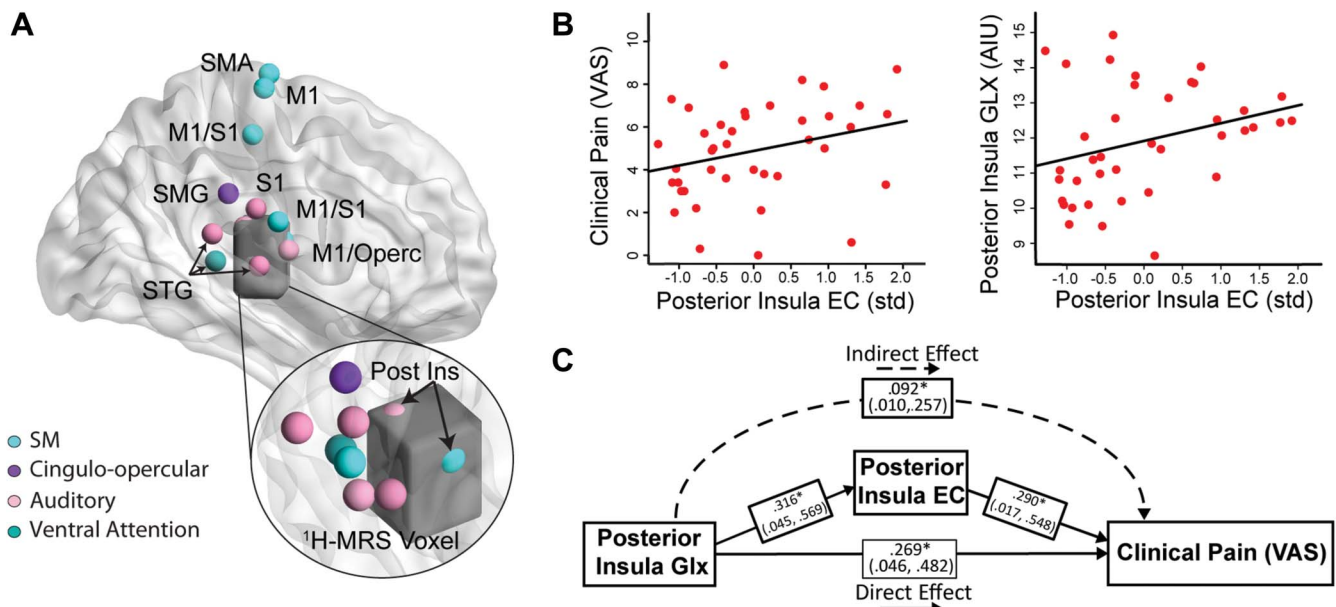 A
SMA
M1
M1/S1
SMG
S1
M1/S1
M1/Operc
STG
Post Ins
¹H-MRS Voxel
SM
Cingulo-opercular
Auditory
Ventral Attention
B
Clinical Pain (VAS)
10
8
6
4
2
0
-1.0 -0.5 0.0 0.5 1.0 1.5 2.0
Posterior Insula EC (std)
Posterior Insula GLX (AIU)
15
14
13
12
11
10
9
-1.0 -0.5 0.0 0.5 1.0 1.5 2.0
Posterior Insula EC (std)
C
Indirect Effect
.092*
(.010,.257)
Posterior
Insula EC
.316*
(.045, .569)
.290*
(.017, .548)
Posterior
Insula Glx
.269*
(.046, .482)
Clinical Pain (VAS)
Direct Effect